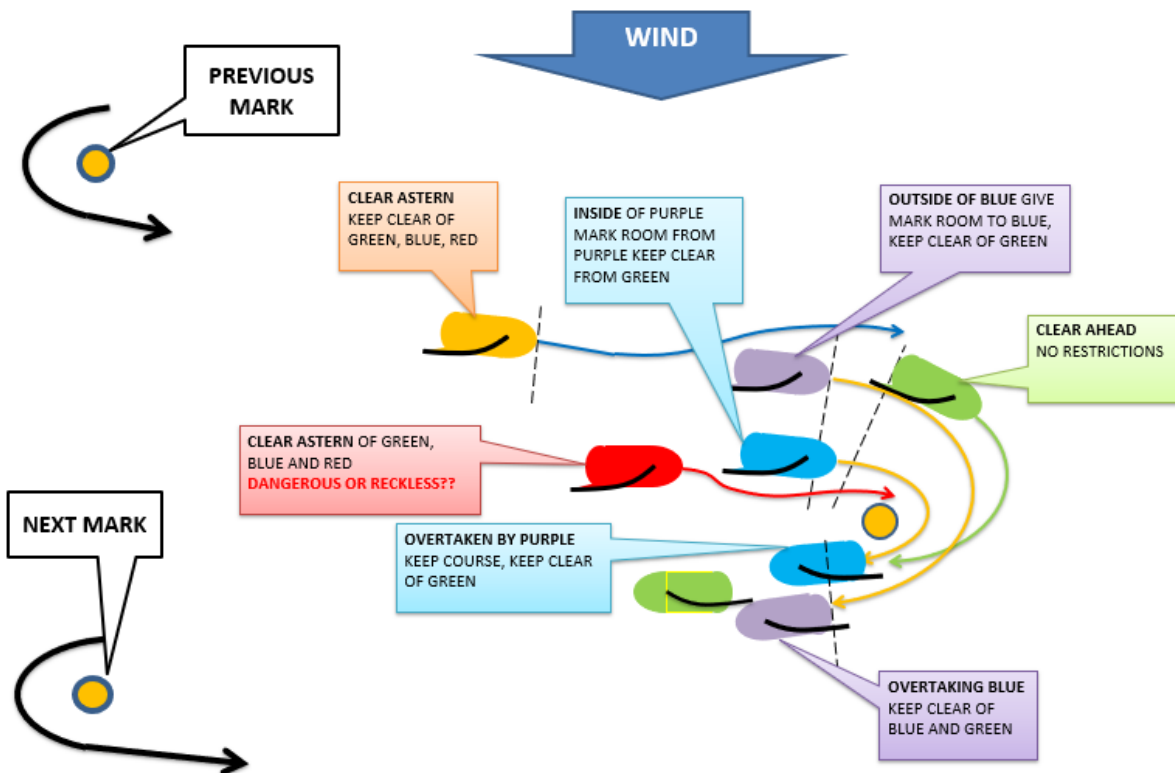 WIND
PREVIOUS
MARK
CLEAR ASTERN
KEEP CLEAR OF
GREEN, BLUE, RED
INSIDE OF PURPLE
MARK ROOM FROM
PURPLE KEEP CLEAR
FROM GREEN
OUTSIDE OF BLUE GIVE
MARK ROOM TO BLUE,
KEEP CLEAR OF GREEN
CLEAR AHEAD
NO RESTRICTIONS
CLEAR ASTERN OF GREEN,
BLUE AND RED
DANGEROUS OR RECKLESS??
NEXT MARK
OVERTAKEN BY PURPLE
KEEP COURSE, KEEP CLEAR
OF GREEN
OVERTAKING BLUE
KEEP CLEAR OF
BLUE AND GREEN